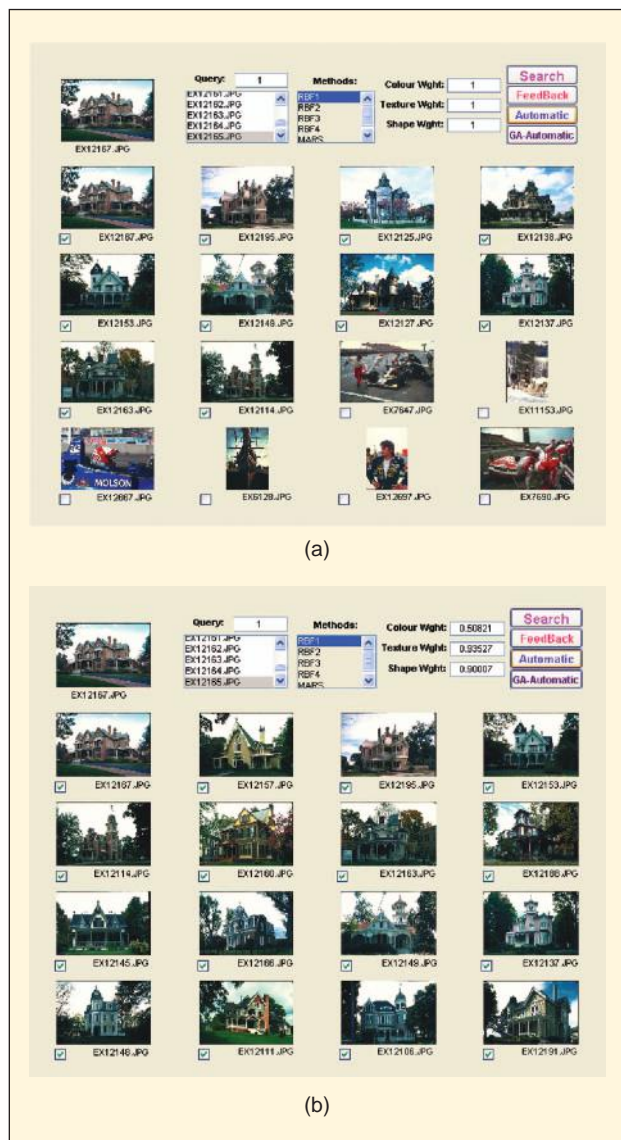 Query: 1 Methods: Colour Wght: 1 Search
EX12161.JPG RBF1 FeedBack
EX12162.JPG RBF2 Texture Wght: 1
EX12163.JPG RBF3 Automatic
EX12164.JPG RBF4 Shape Wght: 1
EX12165.JPG MARS GA-Automatic
EX12167.JPG
EX12167.JPG EX12195.JPG EX12125.JPG EX12138.JPG
EX12153.JPG EX12149.JPG EX12127.JPG EX12137.JPG
EX12163.JPG EX12114.JPG EX7647.JPG EX11153.JPG
MOLSON
EX12667.JPG EX6128.JPG EX12697.JPG EX7690.JPG
(a)
Query: 1 Methods: Colour Wght: 0.50821 Search
EX12161.JPG RBF1 FeedBack
EX12162.JPG RBF2 Texture Wght: 0.93527
EX12163.JPG RBF3 Automatic
EX12164.JPG RBF4 Shape Wght: 0.90007
EX12165.JPG MARS GA-Automatic
EX12167.JPG
EX12167.JPG EX12157.JPG EX12195.JPG EX12153.JPG
EX12114.JPG EX12160.JPG EX12163.JPG EX12188.JPG
EX12145.JPG EX12166.JPG EX12149.JPG EX12137.JPG
EX12148.JPG EX12111.JPG EX12106.JPG EX12191.JPG
(b)